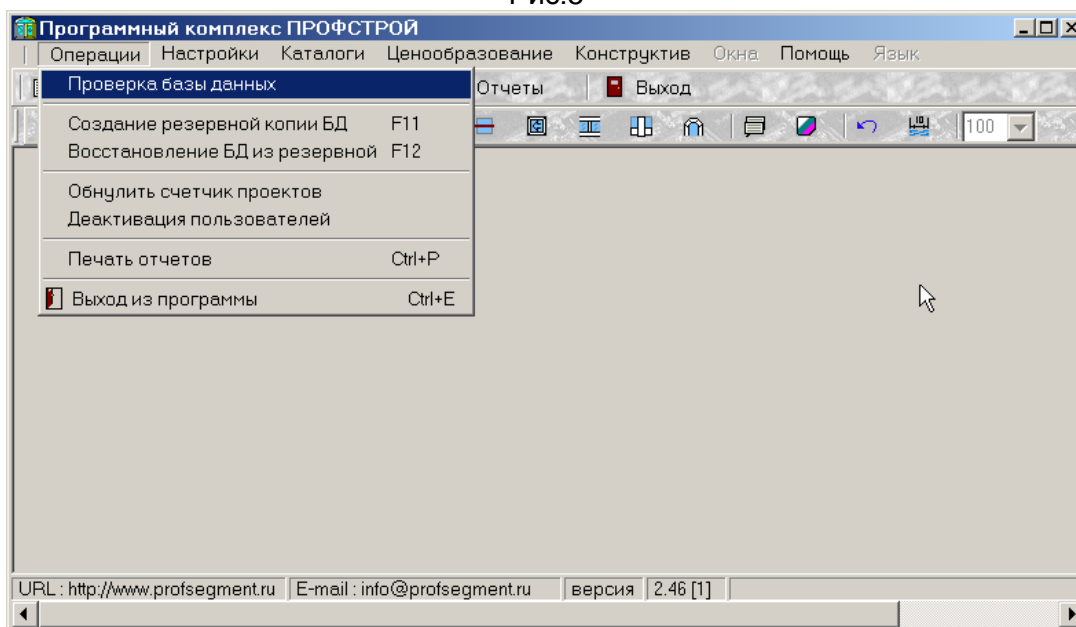 Программный комплекс ПРОФСТРОЙ
Операции Настройки Каталоги Ценообразование Конструктив Окна Помощь Язык
Проверка базы данных
Отчеты Выход
Создание резервной копии БД F11
100
Восстановление БД из резервной F12
Обнулить счетчик проектов
Деактивация пользователей
Печать отчетов Ctrl+P
Выход из программы Ctrl+E
URL : http://www.profsegment.ru E-mail : info@profsegment.ru версия 2.46 [1]